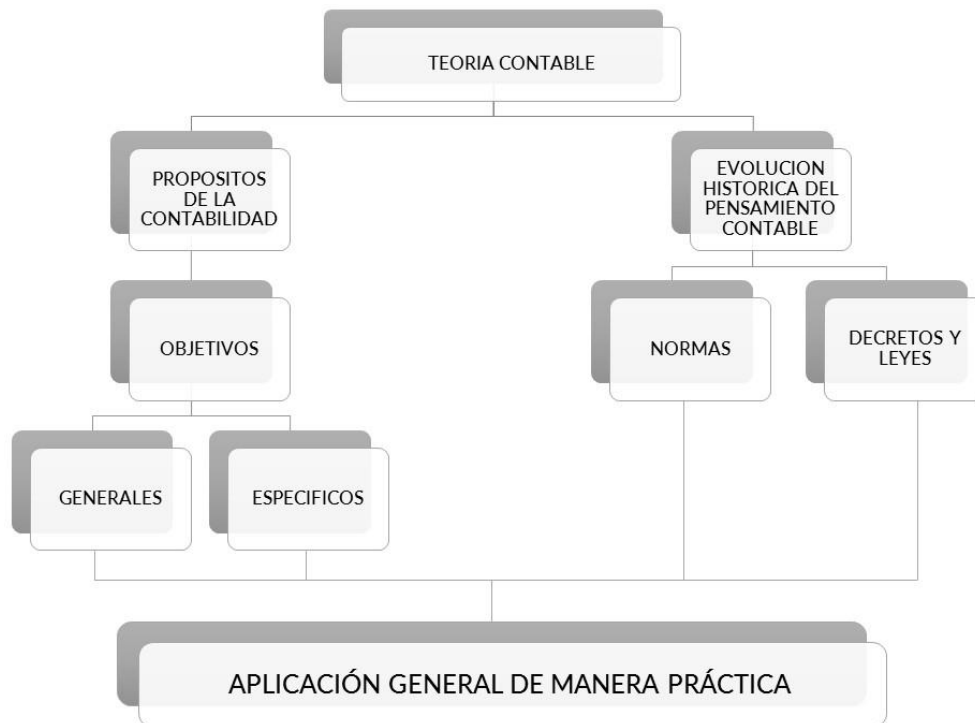 TEORIA CONTABLE
PROPOSITOS
DE LA
CONTABILIDAD
EVOLUCION
HISTORICA DEL
PENSAMIENTO
CONTABLE
OBJETIVOS
NORMAS
DECRETOS Y
LEYES
GENERALES
ESPECIFICOS
APLICACIÓN GENERAL DE MANERA PRÁCTICA